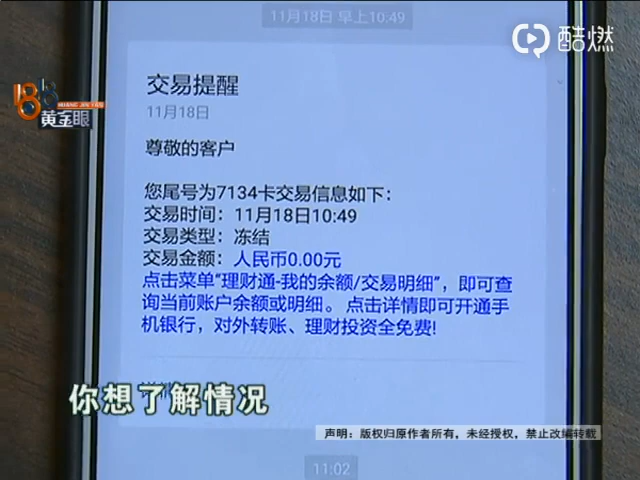 11月18日 早上10:49
酷燃
交易提醒
11月18日
1818
HUANG JIN YAN
黄金眼
尊敬的客户
您尾号为7134卡交易信息如下：
交易时间：11月18日10:49
交易类型：冻结
交易金额：人民币0.00元
点击菜单“理财通-我的余额/交易明细”，即可查
询当前账户余额或明细。点击详情即可开通手
机银行，对外转账、理财投资全免费!
你想了解情况
声明：版权归原作者所有，未经授权，禁止改编转载
11:02